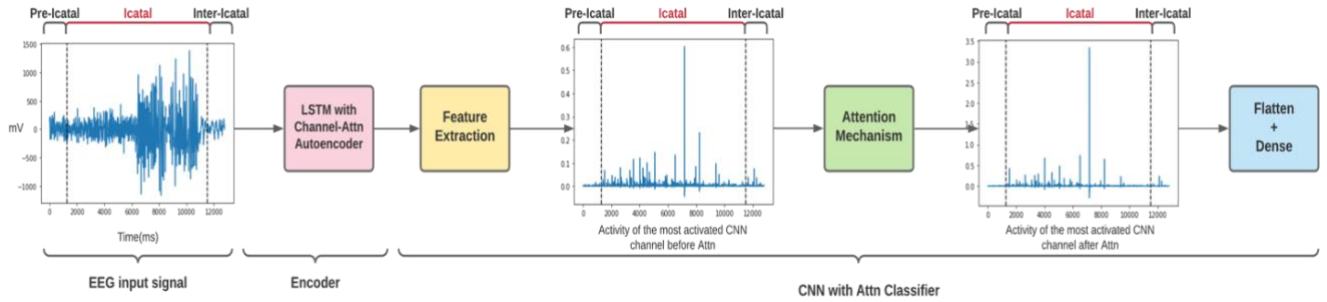 Pre-Icatal Icatal Inter-Icatal
1500
1000
500
0
−500
−1000
mV
0 2000 4000 6000 8000 10000 12000
Time(ms)
EEG input signal
LSTM with
Channel-Attn
Autoencoder
Encoder
Feature
Extraction
Pre-Icatal Icatal Inter-Icatal
0.6
0.5
0.4
0.3
0.2
0.1
0.0
0 2000 4000 6000 8000 10000 12000
Activity of the most activated CNN
channel before Attn
Attention
Mechanism
Pre-Icatal Icatal Inter-Icatal
3.5
3.0
2.5
2.0
1.5
1.0
0.5
0.0
0 2000 4000 6000 8000 10000 12000
Activity of the most activated CNN
channel after Attn
Flatten
+
Dense
CNN with Attn Classifier